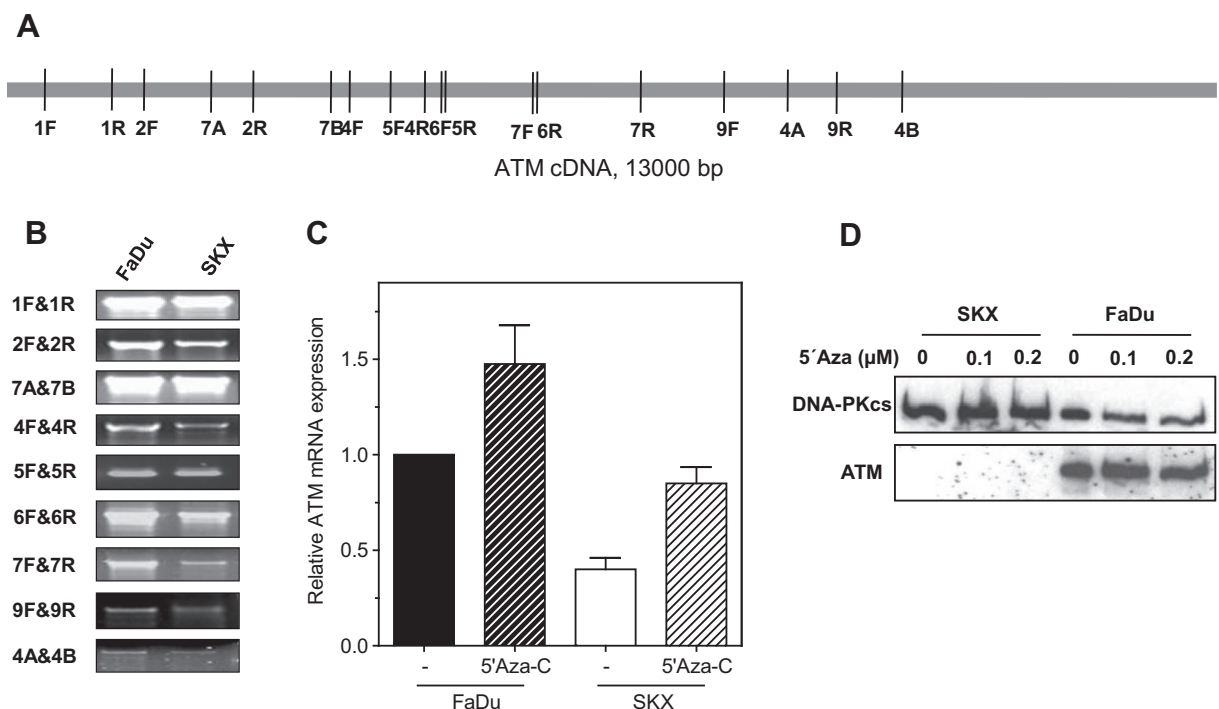 A
1F 1R 2F 7A 2R 7B 4F 5F 4R 6F 5R 7F 6R 7R 9F 4A 9R 4B
ATM cDNA, 13000 bp
B
FaDu SKX
1F&1R
2F&2R
7A&7B
4F&4R
5F&5R
6F&6R
7F&7R
9F&9R
4A&4B
C
Relative ATM mRNA expression
1.5
1.0
0.5
0.0
- 5'Aza-C - 5'Aza-C
FaDu SKX
D
SKX FaDu
5´Aza (µM) 0 0.1 0.2 0 0.1 0.2
DNA-PKcs
ATM